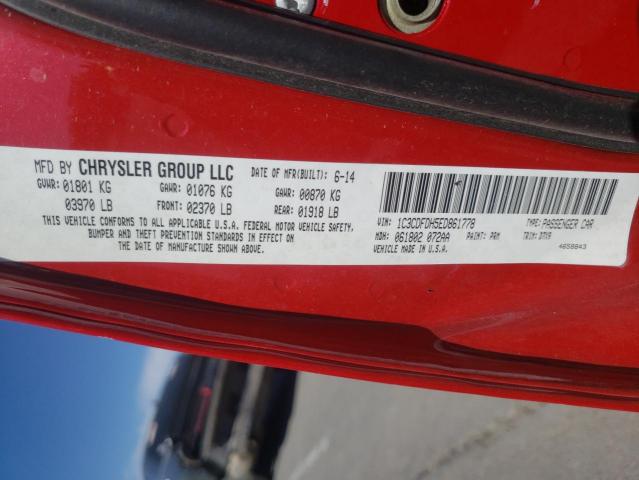 MFD BY CHRYSLER GROUP LLC DATE OF MFR(BUILT): 6-14
GVWR: 01801 KG GAWR: 01076 KG GAWR: 00870 KG
03970 LB FRONT: 02370 LB REAR: 01918 LB
THIS VEHICLE CONFORMS TO ALL APPLICABLE U.S.A. FEDERAL MOTOR VEHICLE SAFETY,
BUMPER AND THEFT PREVENTION STANDARDS IN EFFECT ON
THE DATE OF MANUFACTURE SHOWN ABOVE.
VIN: 1C3CDFDH5ED861778 TYPE: PASSENGER CAR
MDH: 061802 072AA PAINT: PRM TRIM: DTM9
VEHICLE MADE IN U.S.A. 4658843